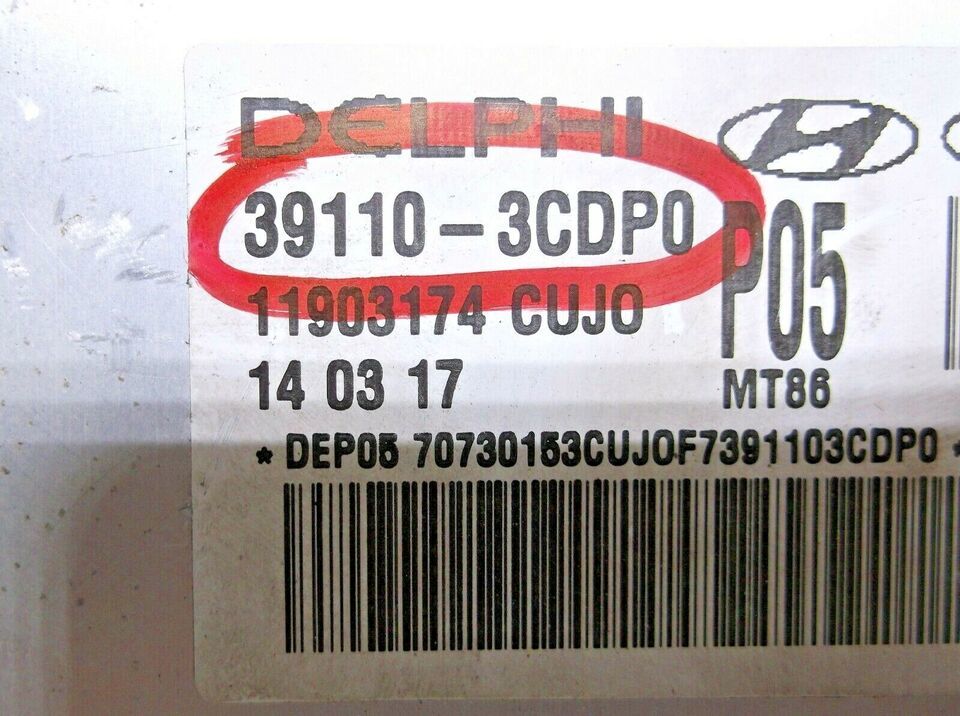 DELPHI
39110-3CDP0
11903174 CUJO
14 03 17
P05
MT86
* DEP05 70730153CUJOF7391103CDP0 *